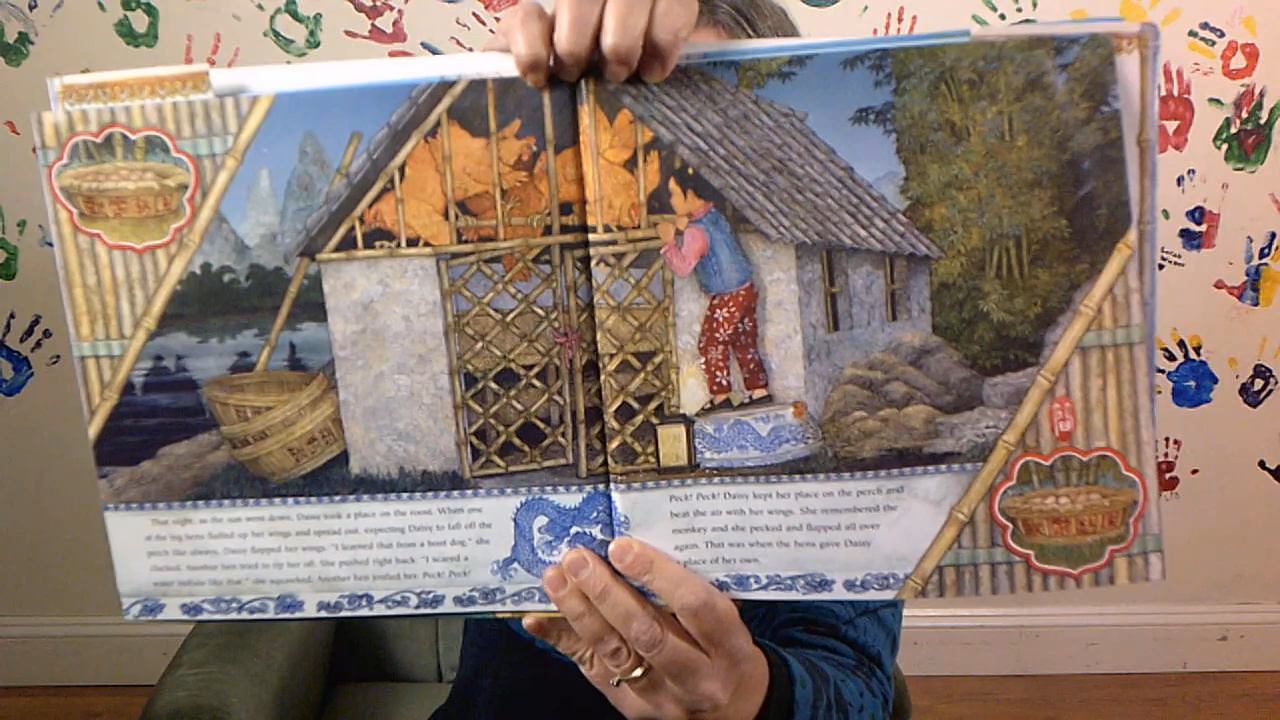 That night, as the sun went down, Daisy took a place on the roost. When one
of the big hens fluffed up her wings and spread out, expecting Daisy to fall off the
perch like always, Daisy flapped her wings. "I learned that from a boat dog," she
clucked. Another hen tried to tip her off. She pushed right back. "I scared a
water buffalo like that," she squawked. Another hen jostled her. Peck! Peck!
Peck! Peck! Daisy kept her place on the perch and
beat the air with her wings. She remembered the
monkey and she pecked and flapped all over
again. That was when the hens gave Daisy
place of her own.